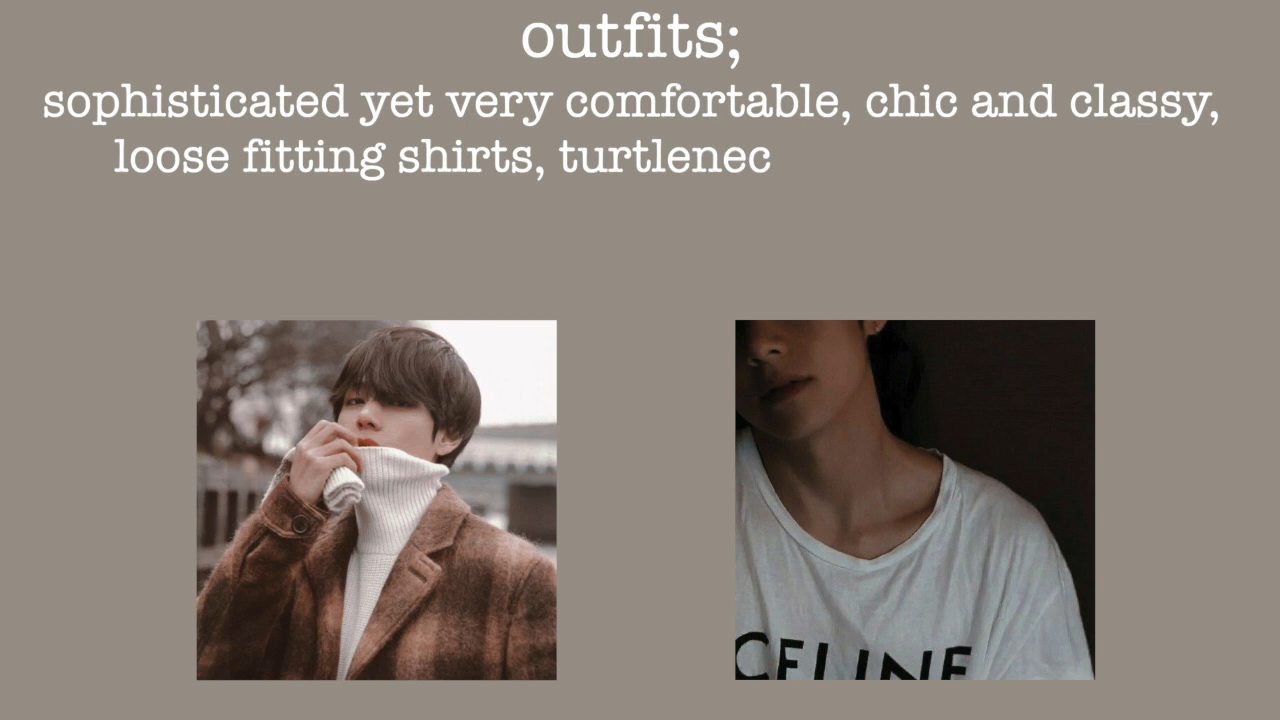 outfits;
sophisticated yet very comfortable, chic and classy,
loose fitting shirts, turtlenec
CELINE